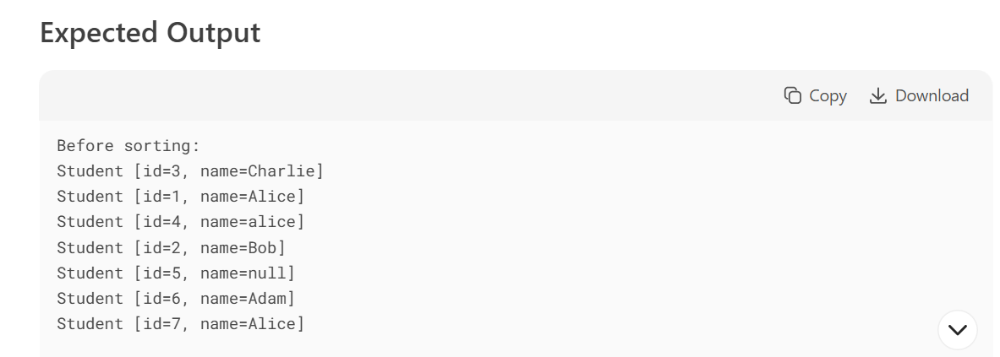 Expected Output
Copy Download
Before sorting:
Student [id=3, name=Charlie]
Student [id=1, name=Alice]
Student [id=4, name=alice]
Student [id=2, name=Bob]
Student [id=5, name=null]
Student [id=6, name=Adam]
Student [id=7, name=Alice]